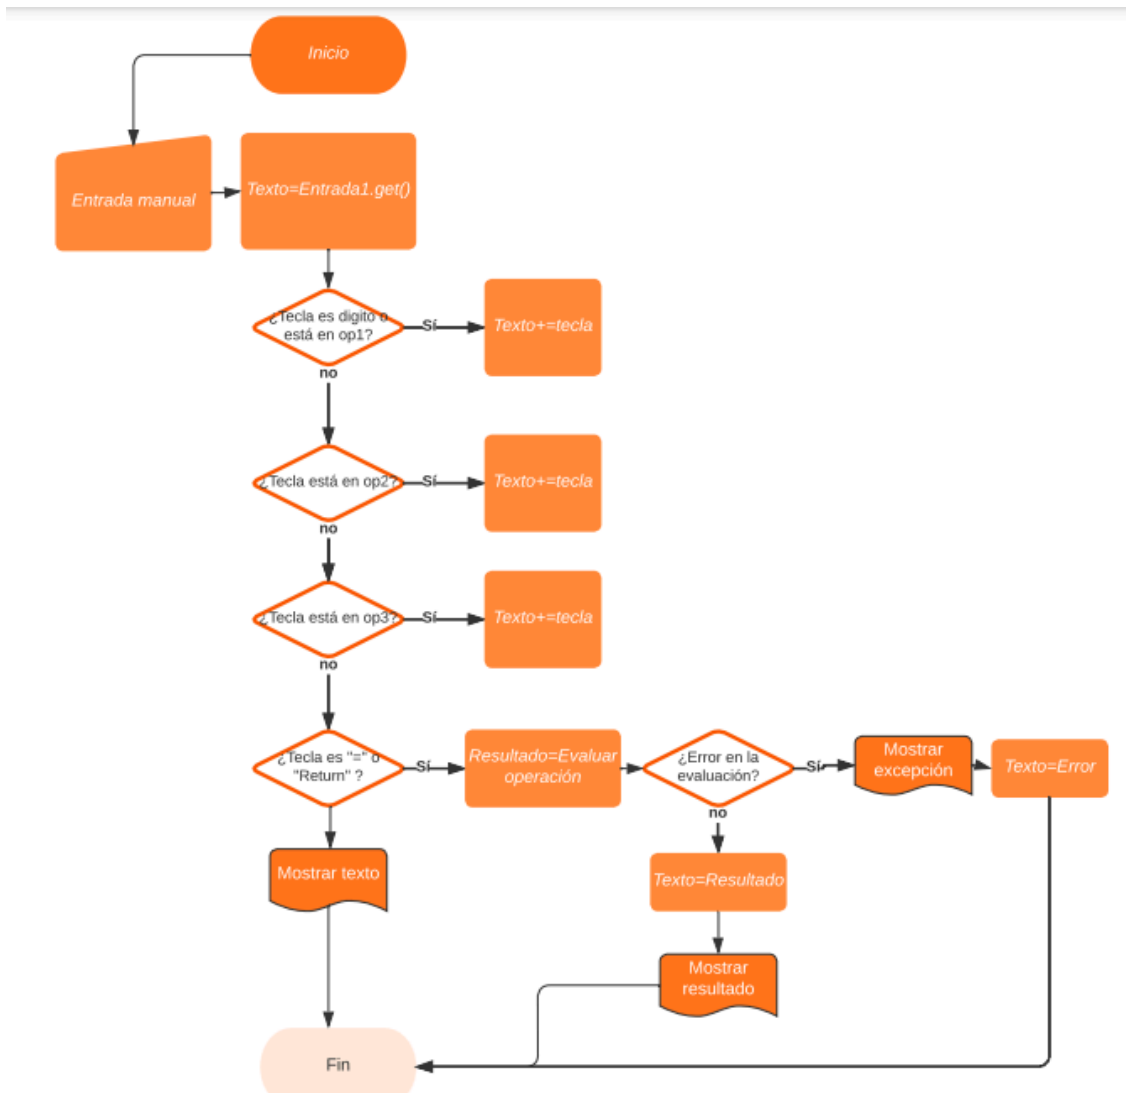 Inicio
Entrada manual
Texto=Entrada1.get()
¿Tecla es digito o
está en op1?
Sí
Texto+=tecla
no
¿Tecla está en op2?
Sí
Texto+=tecla
no
¿Tecla está en op3?
Sí
Texto+=tecla
no
¿Tecla es "=" o
"Return" ?
Sí
Resultado=Evaluar
operación
¿Error en la
evaluación?
Sí
Mostrar
excepción
Texto=Error
no
Mostrar texto
Texto=Resultado
Mostrar
resultado
Fin